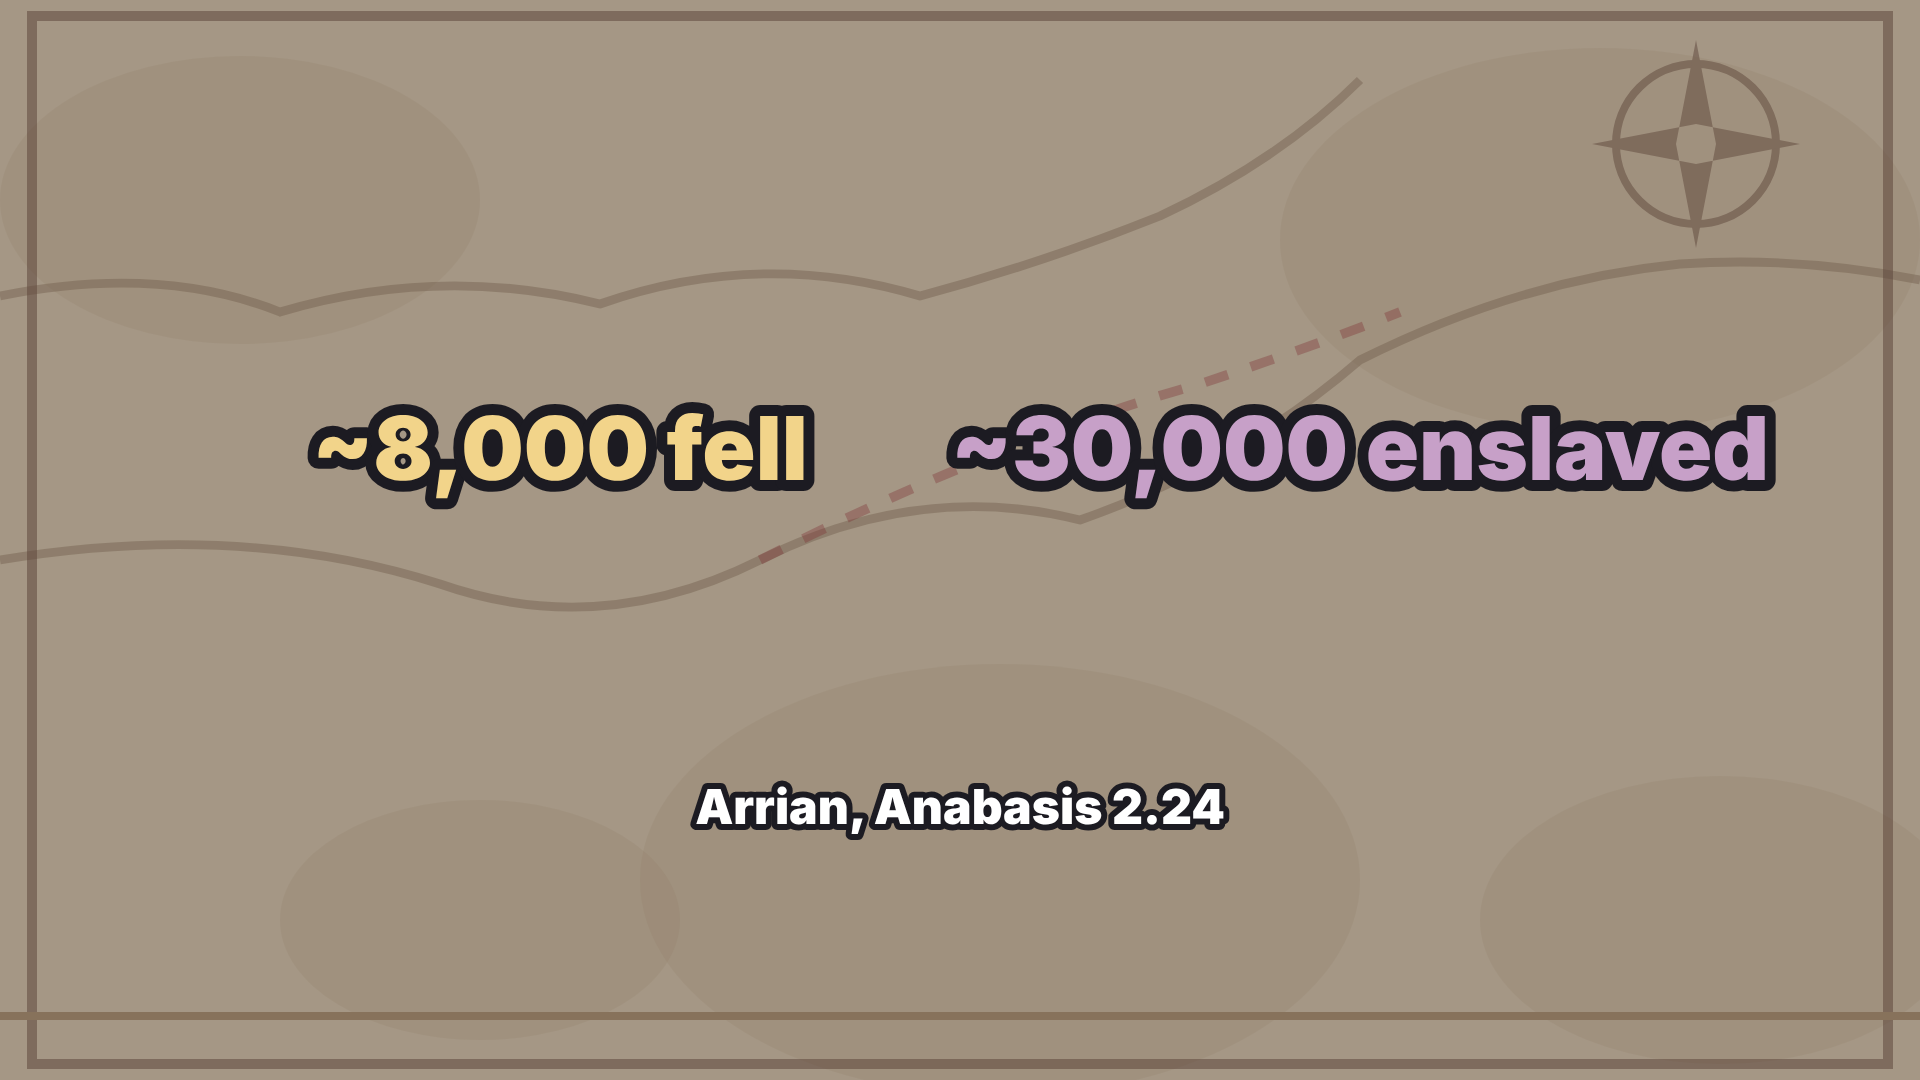 ~8,000 fell
~30,000 enslaved
Arrian, Anabasis 2.24